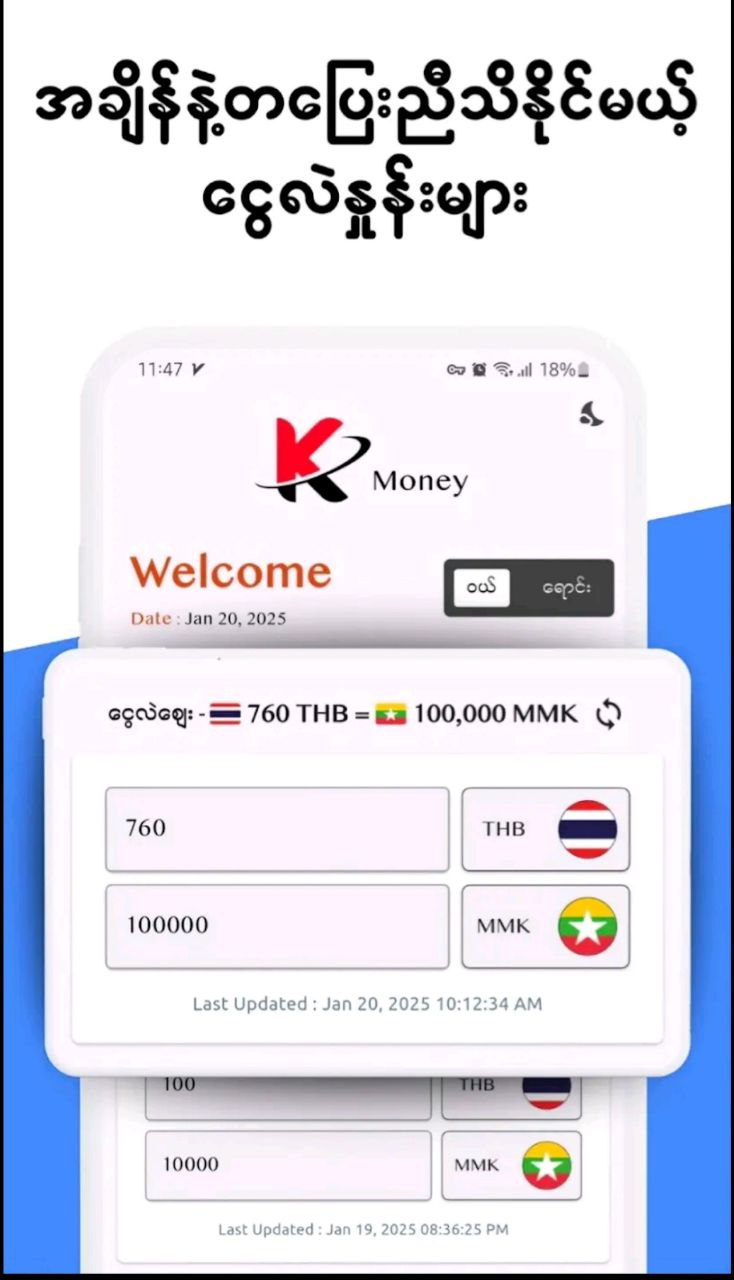 အချိန်နဲ့တပြေးညီသိနိုင်မယ့်
ငွေလဲနှုန်းများ
11:47
18%
K Money
Welcome
ဝယ် ရောင်း
Date : Jan 20, 2025
ငွေလဲဈေး - 760 THB = 100,000 MMK
760 THB
100000 MMK
Last Updated : Jan 20, 2025 10:12:34 AM
100 THB
10000 MMK
Last Updated : Jan 19, 2025 08:36:25 PM